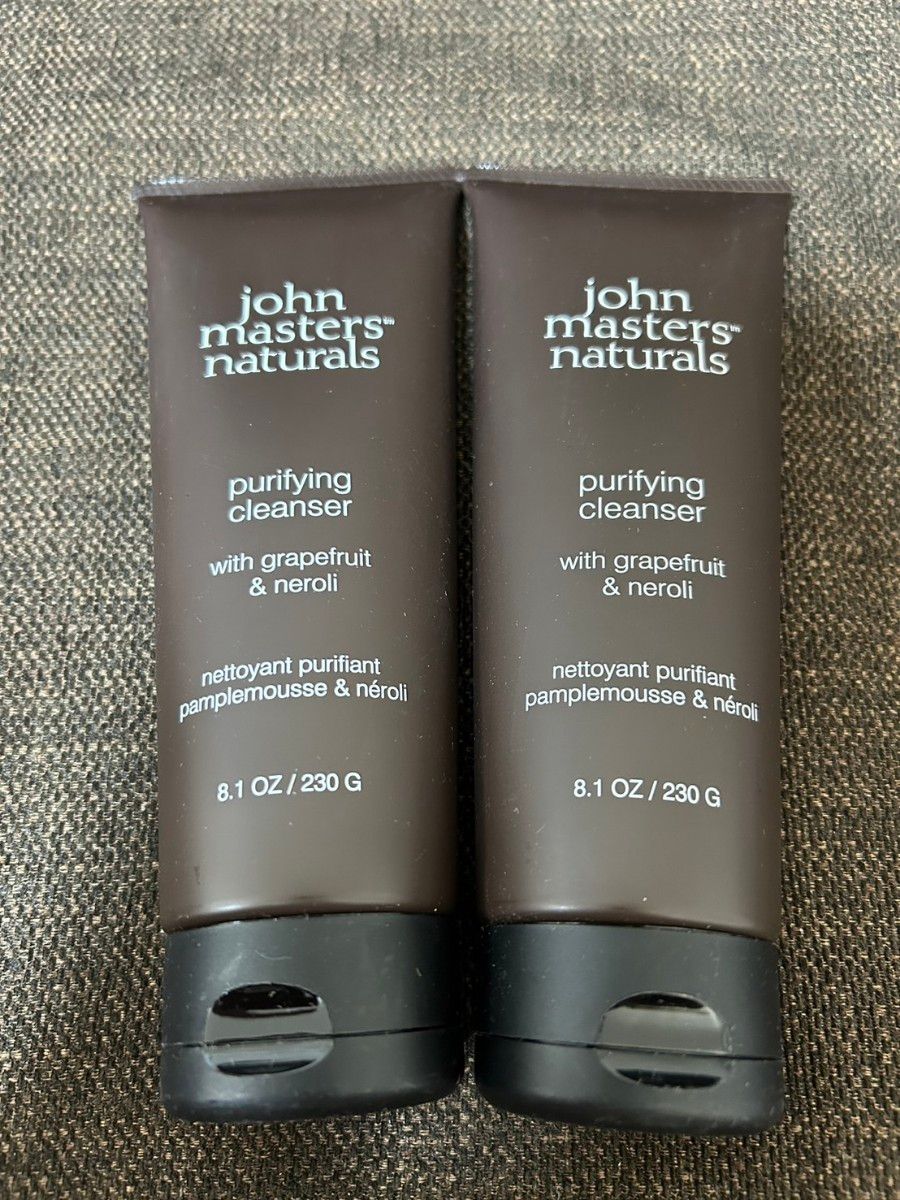 john
masters™
naturals
purifying
cleanser
with grapefruit
& neroli
nettoyant purifiant
pamplemousse & néroli
8.1 OZ / 230 G
john
masters™
naturals
purifying
cleanser
with grapefruit
& neroli
nettoyant purifiant
pamplemousse & néroli
8.1 OZ / 230 G